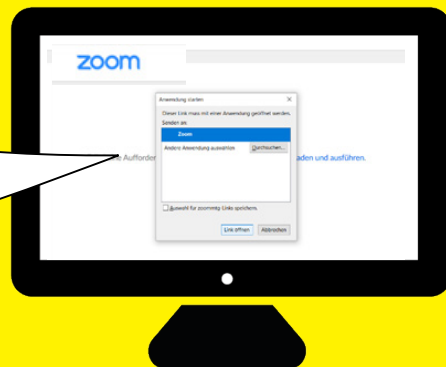 zoom
Anwendung starten
Dieser Link muss mit einer Anwendung geöffnet werden.
Senden an:
Zoom
Andere Anwendung auswählen Durchsuchen...
Aufforder aden und ausführen.
Auswahl für zoommtg-Links speichern.
Link öffnen Abbrechen